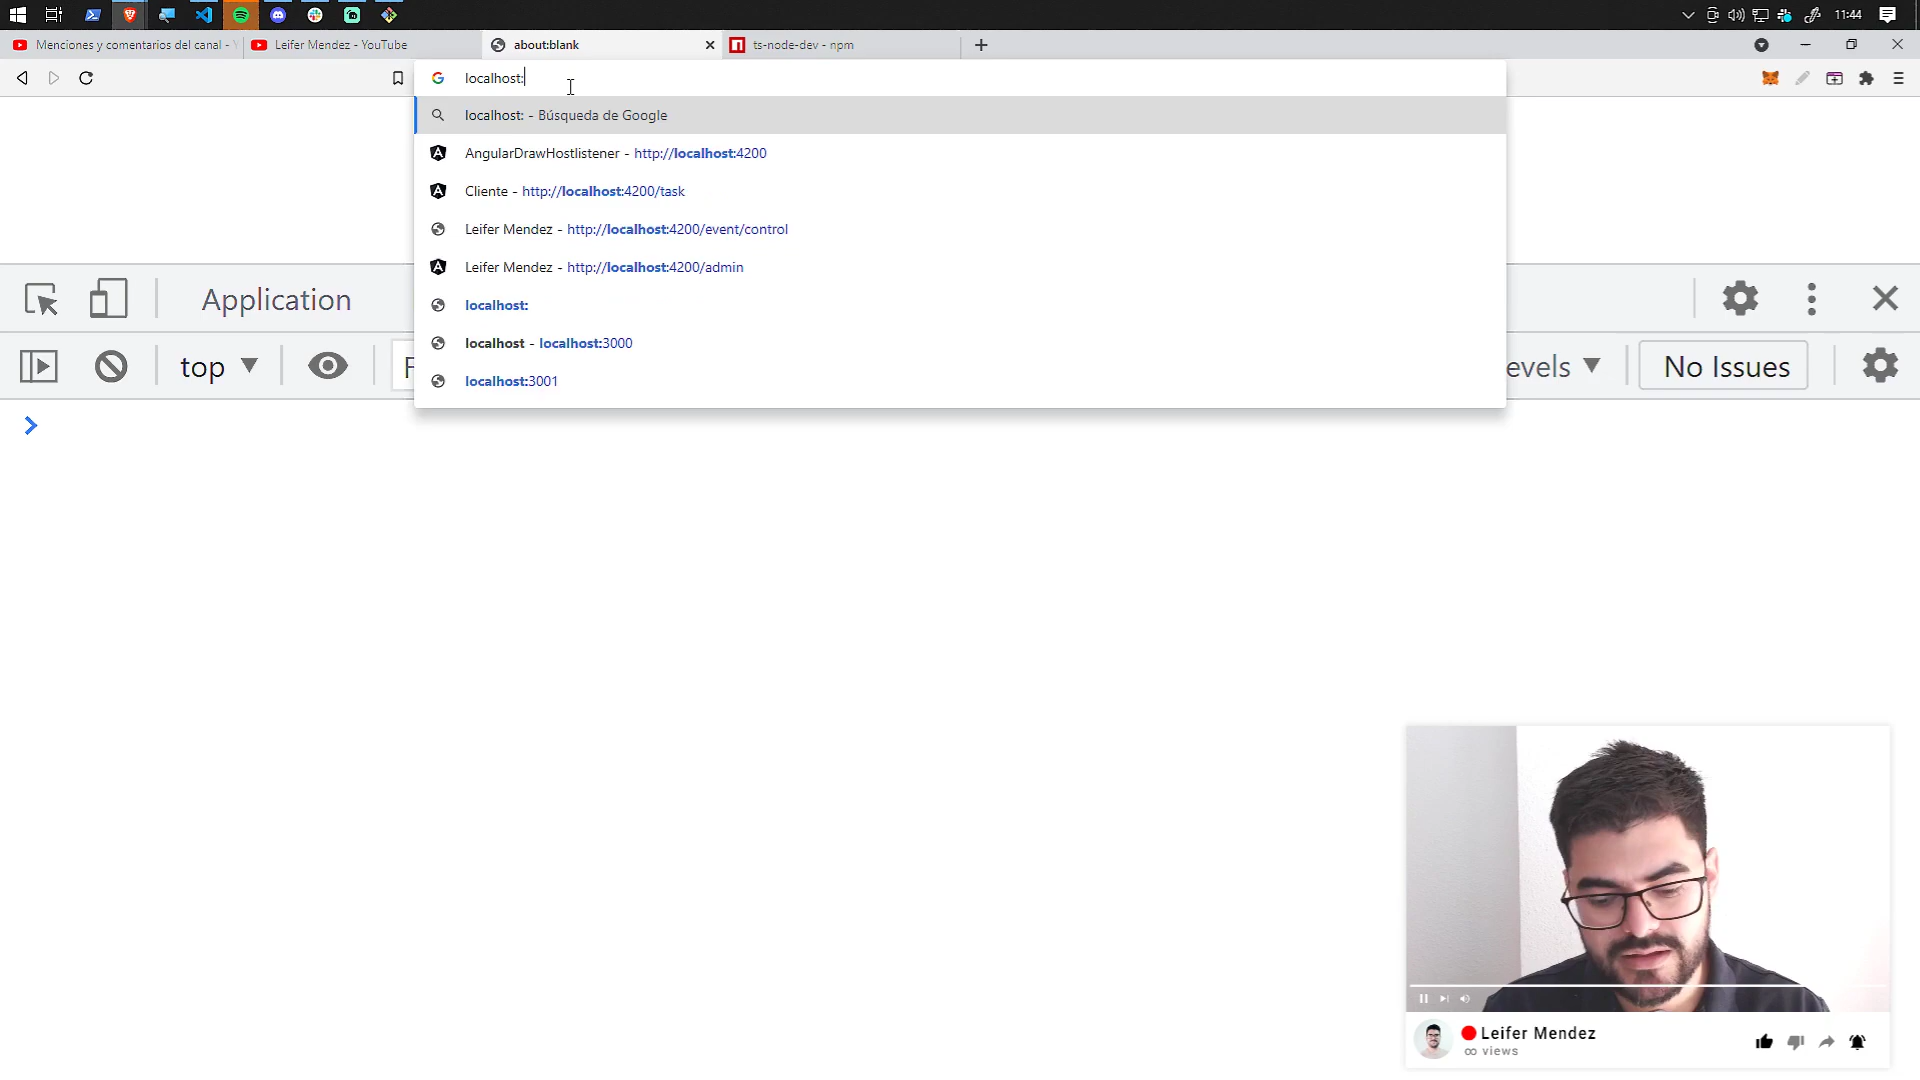 11:44
Menciones y comentarios del canal - Y
Leifer Mendez - YouTube
about:blank
ts-node-dev - npm
localhost:
localhost: - Búsqueda de Google
AngularDrawHostlistener - http://localhost:4200
Cliente - http://localhost:4200/task
Leifer Mendez - http://localhost:4200/event/control
Leifer Mendez - http://localhost:4200/admin
localhost:
localhost - localhost:3000
localhost:3001
Application
top
F
evels
No Issues
Leifer Mendez
∞ views